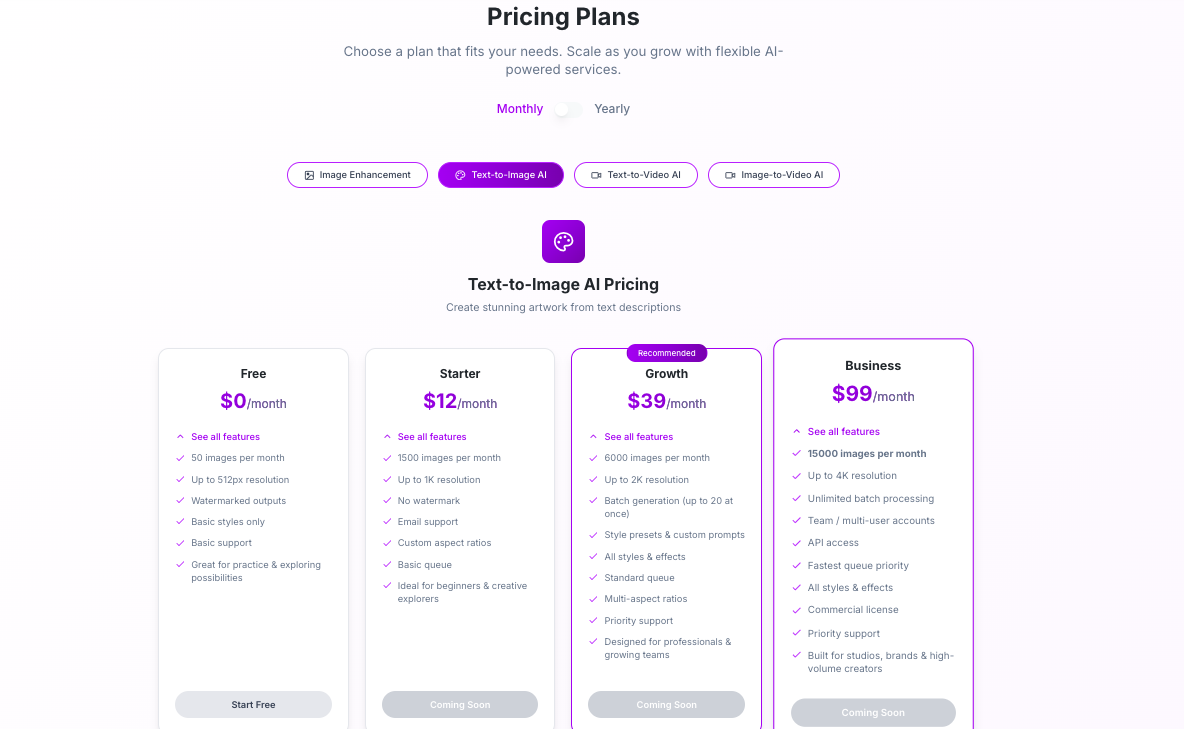 Pricing Plans
Choose a plan that fits your needs. Scale as you grow with flexible AI-
powered services.
Monthly Yearly
Image Enhancement Text-to-Image AI Text-to-Video AI Image-to-Video AI
Text-to-Image AI Pricing
Create stunning artwork from text descriptions
Free
$0/month
See all features
50 images per month
Up to 512px resolution
Watermarked outputs
Basic styles only
Basic support
Great for practice & exploring
possibilities
Start Free
Starter
$12/month
See all features
1500 images per month
Up to 1K resolution
No watermark
Email support
Custom aspect ratios
Basic queue
Ideal for beginners & creative
explorers
Coming Soon
Recommended
Growth
$39/month
See all features
6000 images per month
Up to 2K resolution
Batch generation (up to 20 at
once)
Style presets & custom prompts
All styles & effects
Standard queue
Multi-aspect ratios
Priority support
Designed for professionals &
growing teams
Coming Soon
Business
$99/month
See all features
15000 images per month
Up to 4K resolution
Unlimited batch processing
Team / multi-user accounts
API access
Fastest queue priority
All styles & effects
Commercial license
Priority support
Built for studios, brands & high-
volume creators
Coming Soon